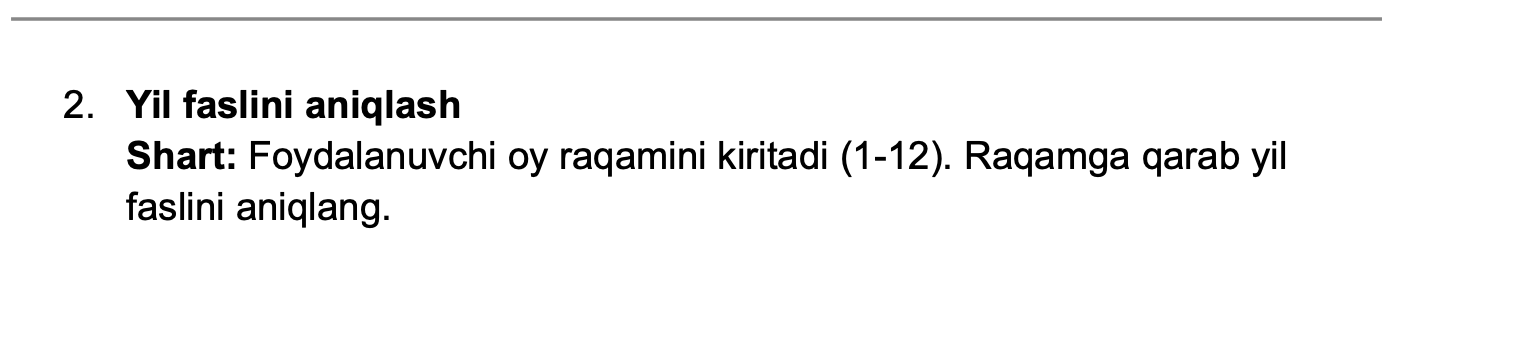 2. Yil faslini aniqlash
Shart: Foydalanuvchi oy raqamini kiritadi (1-12). Raqamga qarab yil
faslini aniqlang.